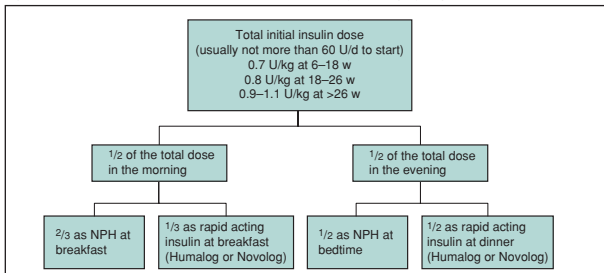 Total initial insulin dose
(usually not more than 60 U/d to start)
0.7 U/kg at 6–18 w
0.8 U/kg at 18–26 w
0.9–1.1 U/kg at >26 w
1/2 of the total dose
in the morning
1/2 of the total dose
in the evening
2/3 as NPH at
breakfast
1/3 as rapid acting
insulin at breakfast
(Humalog or Novolog)
1/2 as NPH at
bedtime
1/2 as rapid acting
insulin at dinner
(Humalog or Novolog)